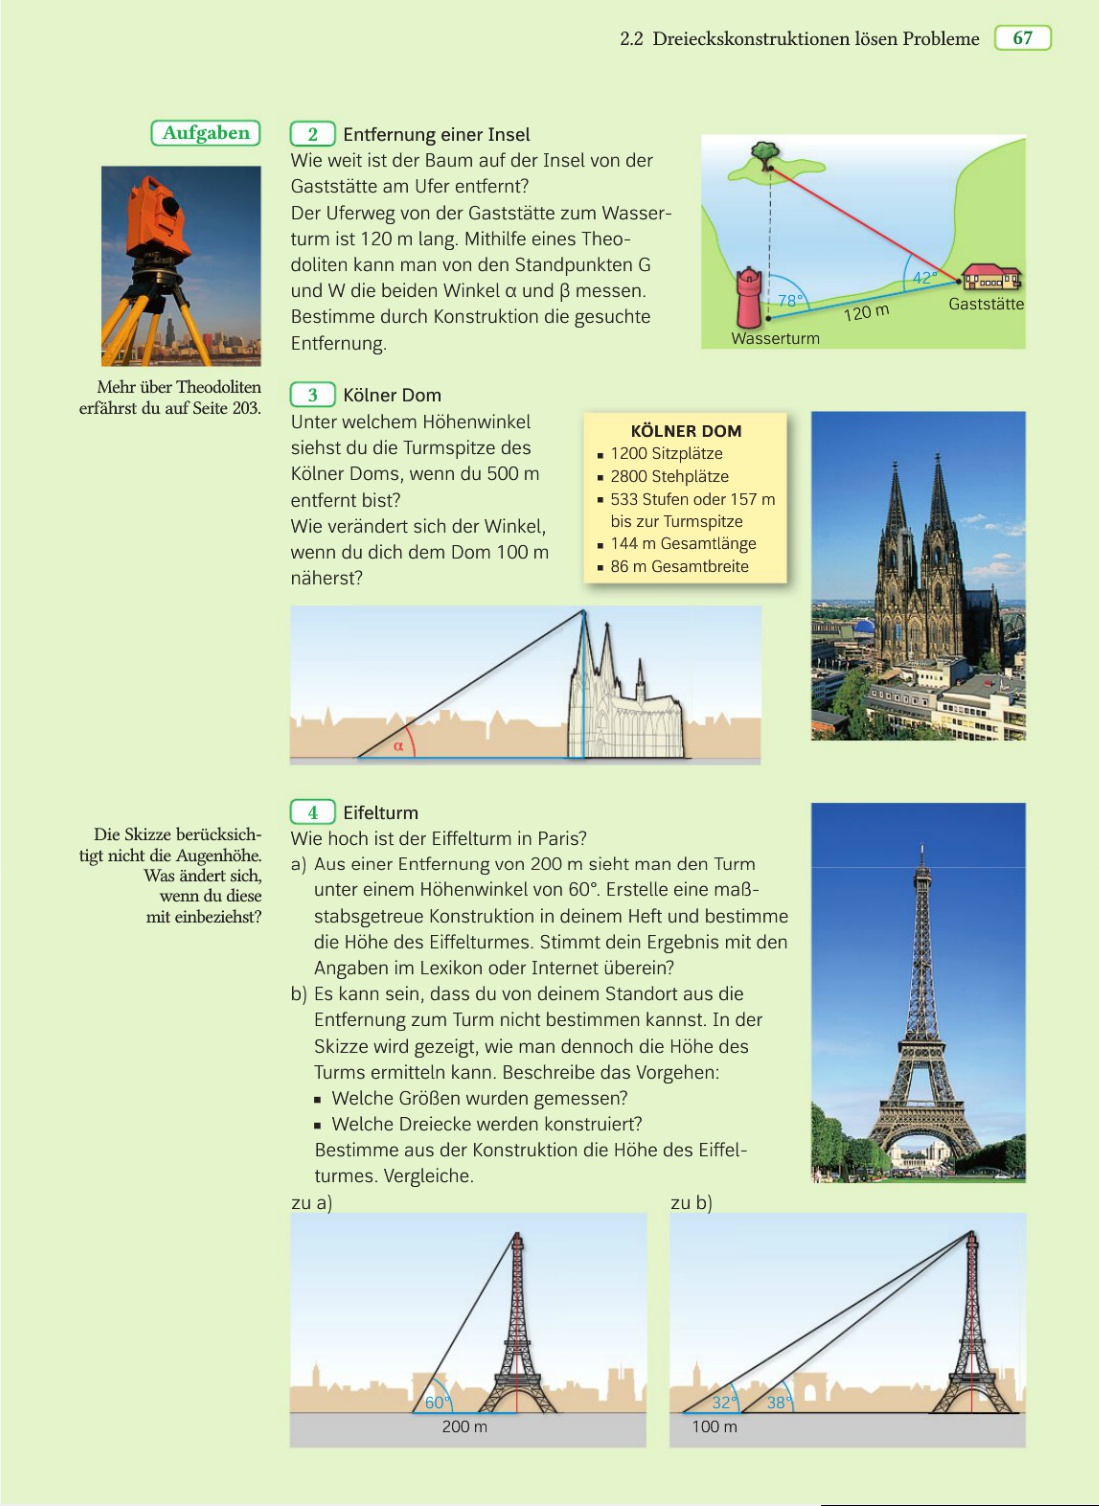 2.2 Dreieckskonstruktionen lösen Probleme 67
Aufgaben
2 Entfernung einer Insel
Wie weit ist der Baum auf der Insel von der
Gaststätte am Ufer entfernt?
Der Uferweg von der Gaststätte zum Wasser-
turm ist 120 m lang. Mithilfe eines Theo-
doliten kann man von den Standpunkten G
und W die beiden Winkel α und β messen.
Bestimme durch Konstruktion die gesuchte
Entfernung.
42°
78°
Gaststätte
120 m
Wasserturm
Mehr über Theodoliten
erfährst du auf Seite 203.
3 Kölner Dom
Unter welchem Höhenwinkel
siehst du die Turmspitze des
Kölner Doms, wenn du 500 m
entfernt bist?
Wie verändert sich der Winkel,
wenn du dich dem Dom 100 m
näherst?
KÖLNER DOM
▪ 1200 Sitzplätze
▪ 2800 Stehplätze
▪ 533 Stufen oder 157 m
bis zur Turmspitze
▪ 144 m Gesamtlänge
▪ 86 m Gesamtbreite
α
4 Eifelturm
Wie hoch ist der Eiffelturm in Paris?
a) Aus einer Entfernung von 200 m sieht man den Turm
unter einem Höhenwinkel von 60°. Erstelle eine maß-
stabsgetreue Konstruktion in deinem Heft und bestimme
die Höhe des Eiffelturmes. Stimmt dein Ergebnis mit den
Angaben im Lexikon oder Internet überein?
b) Es kann sein, dass du von deinem Standort aus die
Entfernung zum Turm nicht bestimmen kannst. In der
Skizze wird gezeigt, wie man dennoch die Höhe des
Turms ermitteln kann. Beschreibe das Vorgehen:
▪ Welche Größen wurden gemessen?
▪ Welche Dreiecke werden konstruiert?
Bestimme aus der Konstruktion die Höhe des Eiffel-
turmes. Vergleiche.
Die Skizze berücksich-
tigt nicht die Augenhöhe.
Was ändert sich,
wenn du diese
mit einbeziehst?
zu a)
60°
200 m
zu b)
32° 38°
100 m